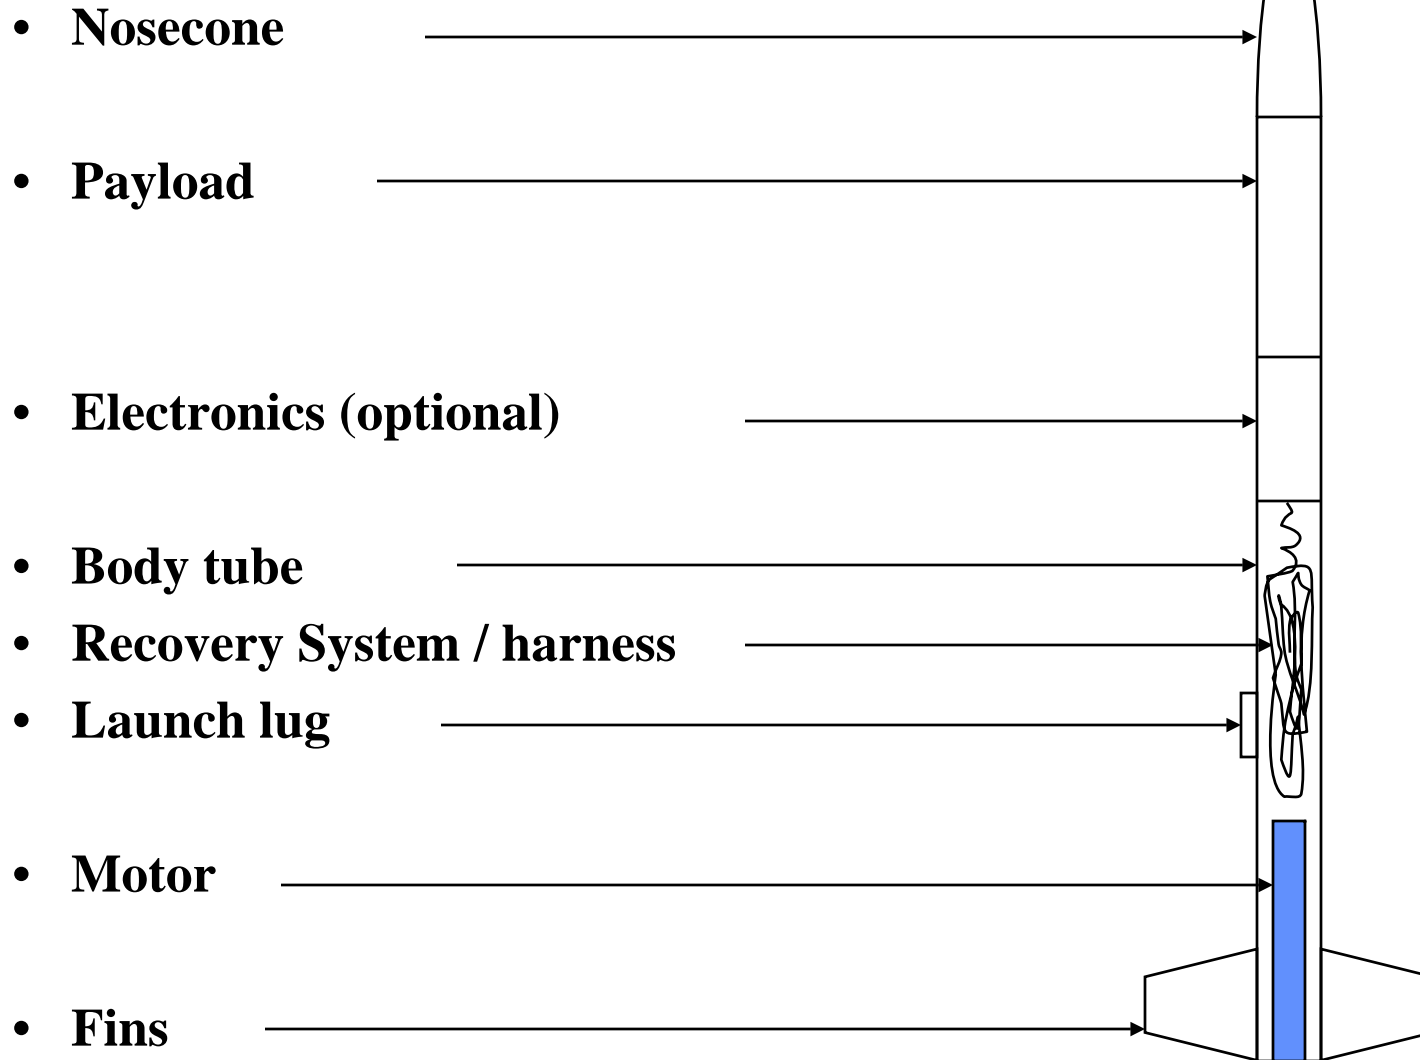 • Nosecone
• Payload
• Electronics (optional)
• Body tube
• Recovery System / harness
• Launch lug
• Motor
• Fins